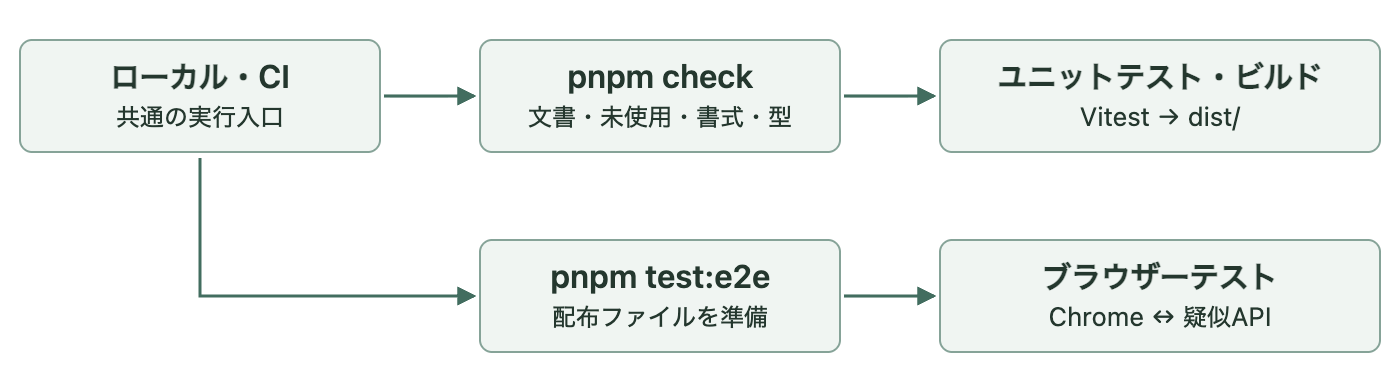 ローカル・CI
共通の実行入口
pnpm check
文書・未使用・書式・型
ユニットテスト・ビルド
Vitest → dist/
pnpm test:e2e
配布ファイルを準備
ブラウザーテスト
Chrome ↔ 疑似API